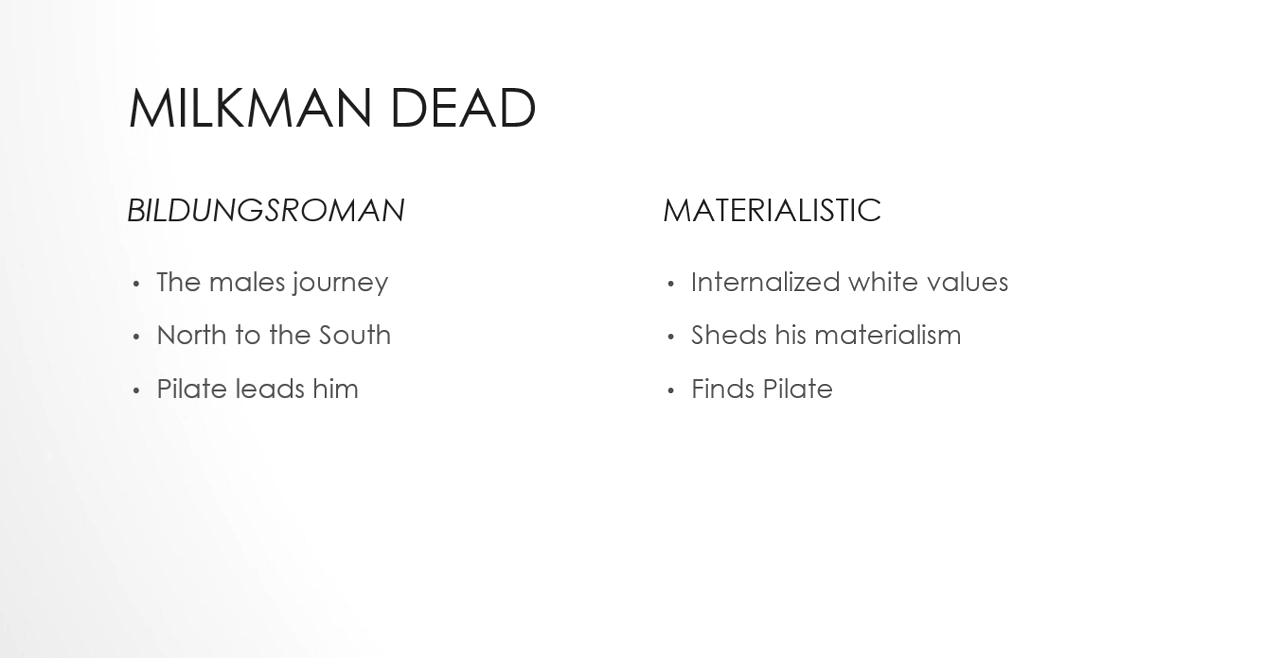 MILKMAN DEAD
BILDUNGSROMAN
• The males journey
• North to the South
• Pilate leads him
MATERIALISTIC
• Internalized white values
• Sheds his materialism
• Finds Pilate